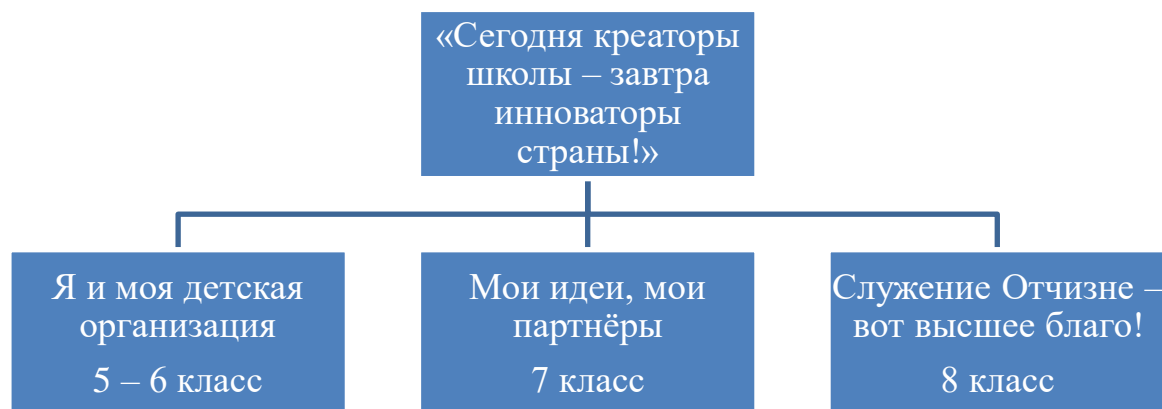 «Сегодня креаторы
школы – завтра
инноваторы
страны!»
Я и моя детская
организация
5 – 6 класс
Мои идеи, мои
партнёры
7 класс
Служение Отчизне –
вот высшее благо!
8 класс